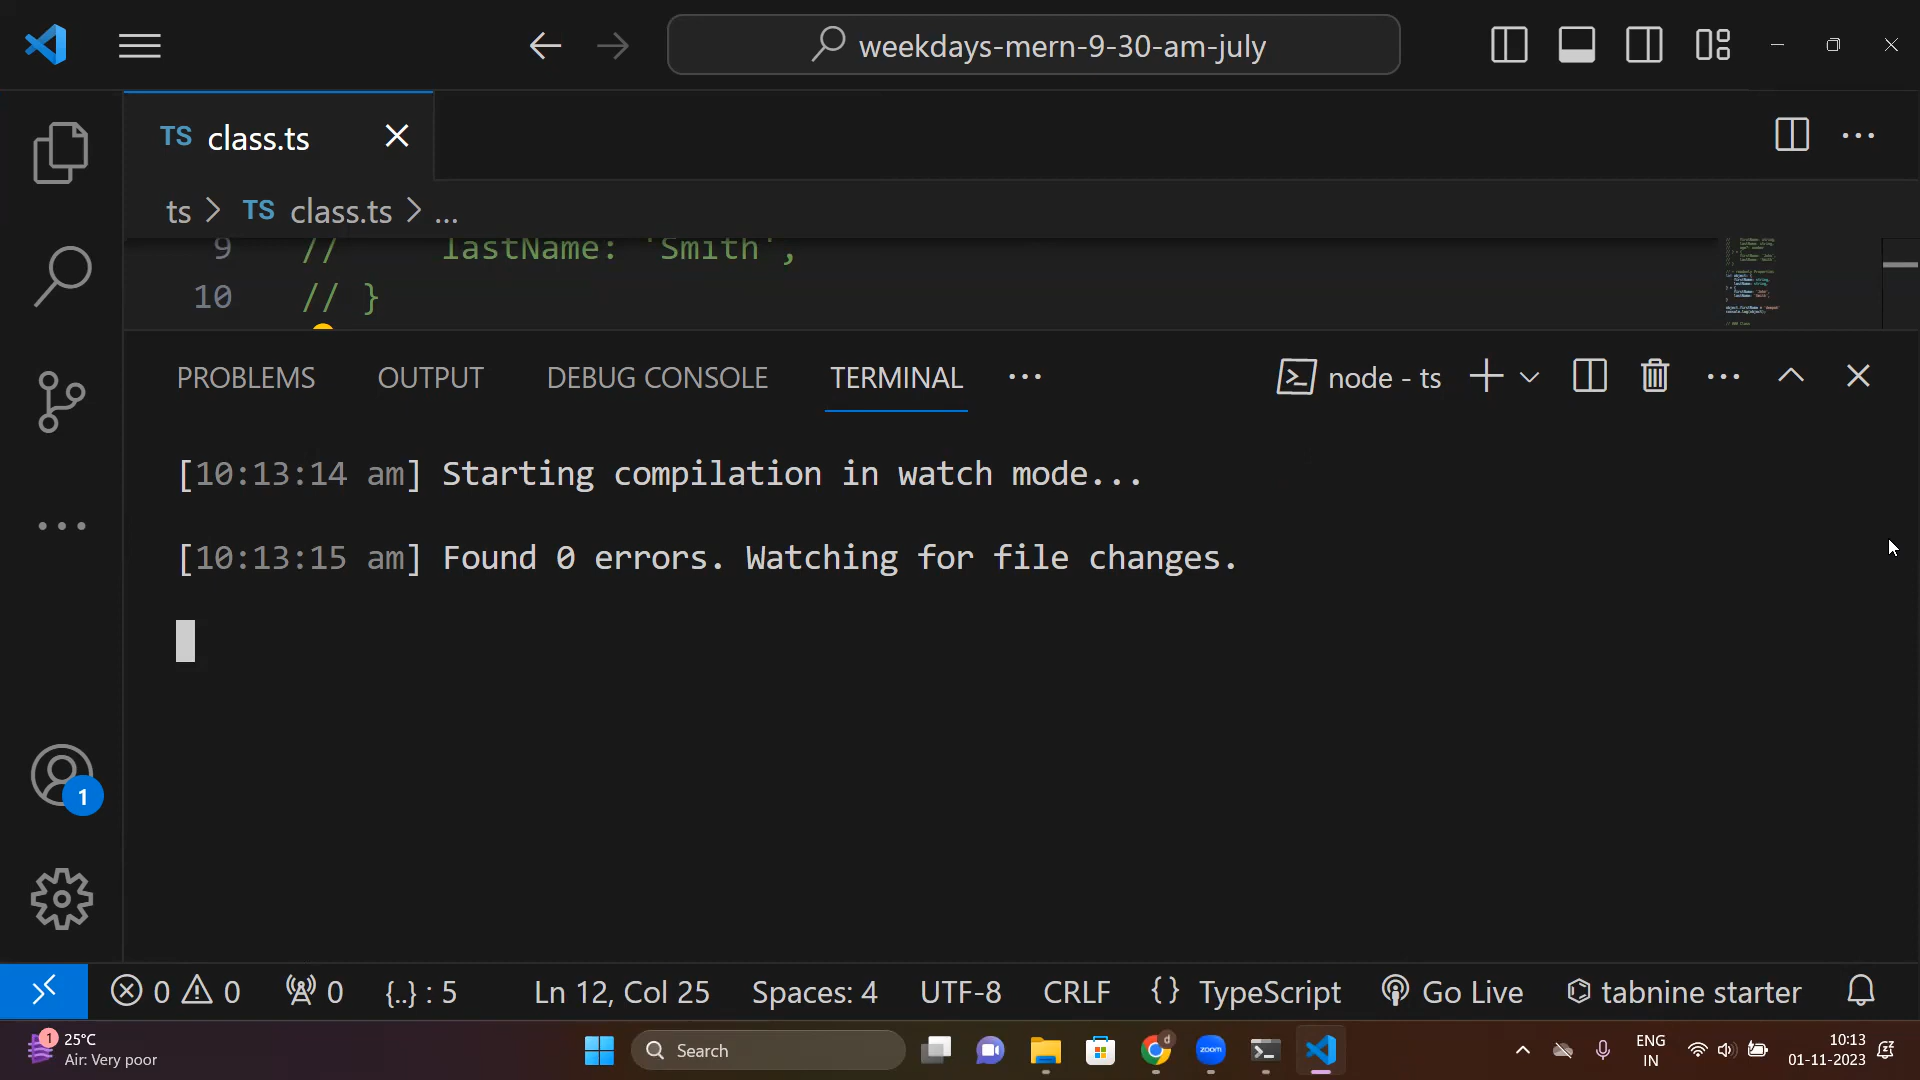 weekdays-mern-9-30-am-july
TS class.ts
ts > TS class.ts > ...
9 // lastName: 'Smith',
10 // }
PROBLEMS OUTPUT DEBUG CONSOLE TERMINAL ... node - ts
[10:13:14 am] Starting compilation in watch mode...
[10:13:15 am] Found 0 errors. Watching for file changes.
1
0 0 0 {..} : 5 Ln 12, Col 25 Spaces: 4 UTF-8 CRLF {} TypeScript Go Live tabnine starter
1 25°C
Air: Very poor
Search
d
zoom
ENG
IN
10:13
01-11-2023